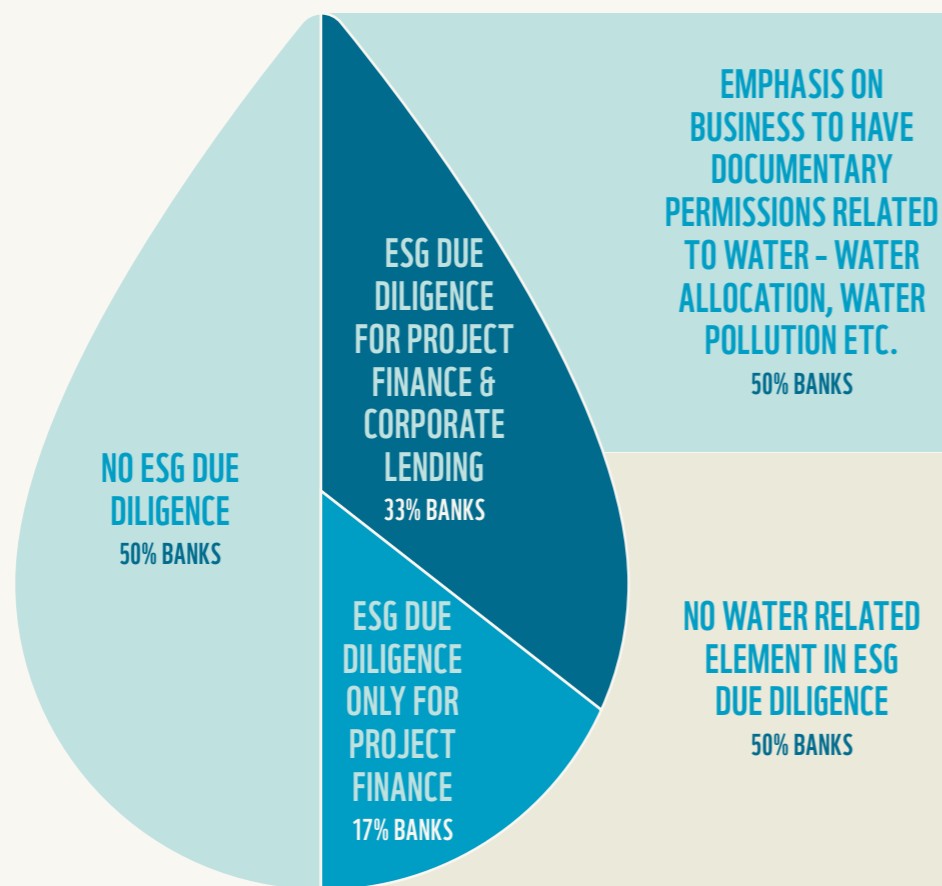 NO ESG DUE
DILIGENCE
50% BANKS
ESG DUE
DILIGENCE
FOR PROJECT
FINANCE &
CORPORATE
LENDING
33% BANKS
ESG DUE
DILIGENCE
ONLY FOR
PROJECT
FINANCE
17% BANKS
EMPHASIS ON
BUSINESS TO HAVE
DOCUMENTARY
PERMISSIONS RELATED
TO WATER – WATER
ALLOCATION, WATER
POLLUTION ETC.
50% BANKS
NO WATER RELATED
ELEMENT IN ESG
DUE DILIGENCE
50% BANKS